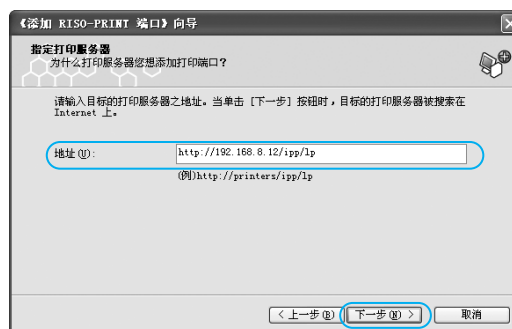 《添加 RISO-PRINT 端口》向导
指定打印服务器
为什么打印服务器您想添加打印端口?
请输入目标的打印服务器之地址。当单击 [下一步] 按钮时，目标的打印服务器被搜索在
Internet 上。
地址(U):
http://192.168.8.12/ipp/lp
(例)http://printers/ipp/lp
< 上一步(B)
下一步(N) >
取消